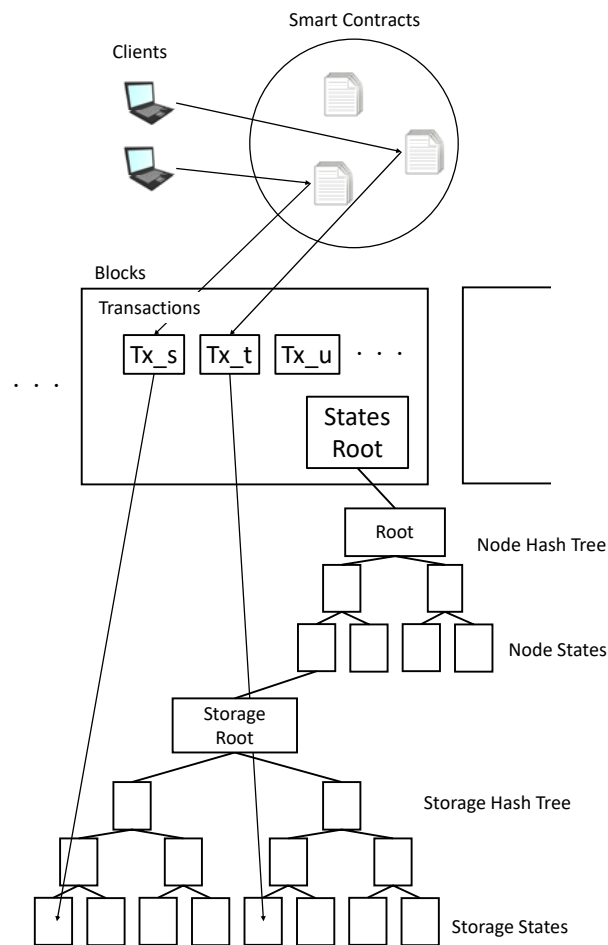 Smart Contracts
Clients
Blocks
Transactions
Tx_s
Tx_t
Tx_u
. . .
. . .
States
Root
Root
Node Hash Tree
Node States
Storage
Root
Storage Hash Tree
Storage States